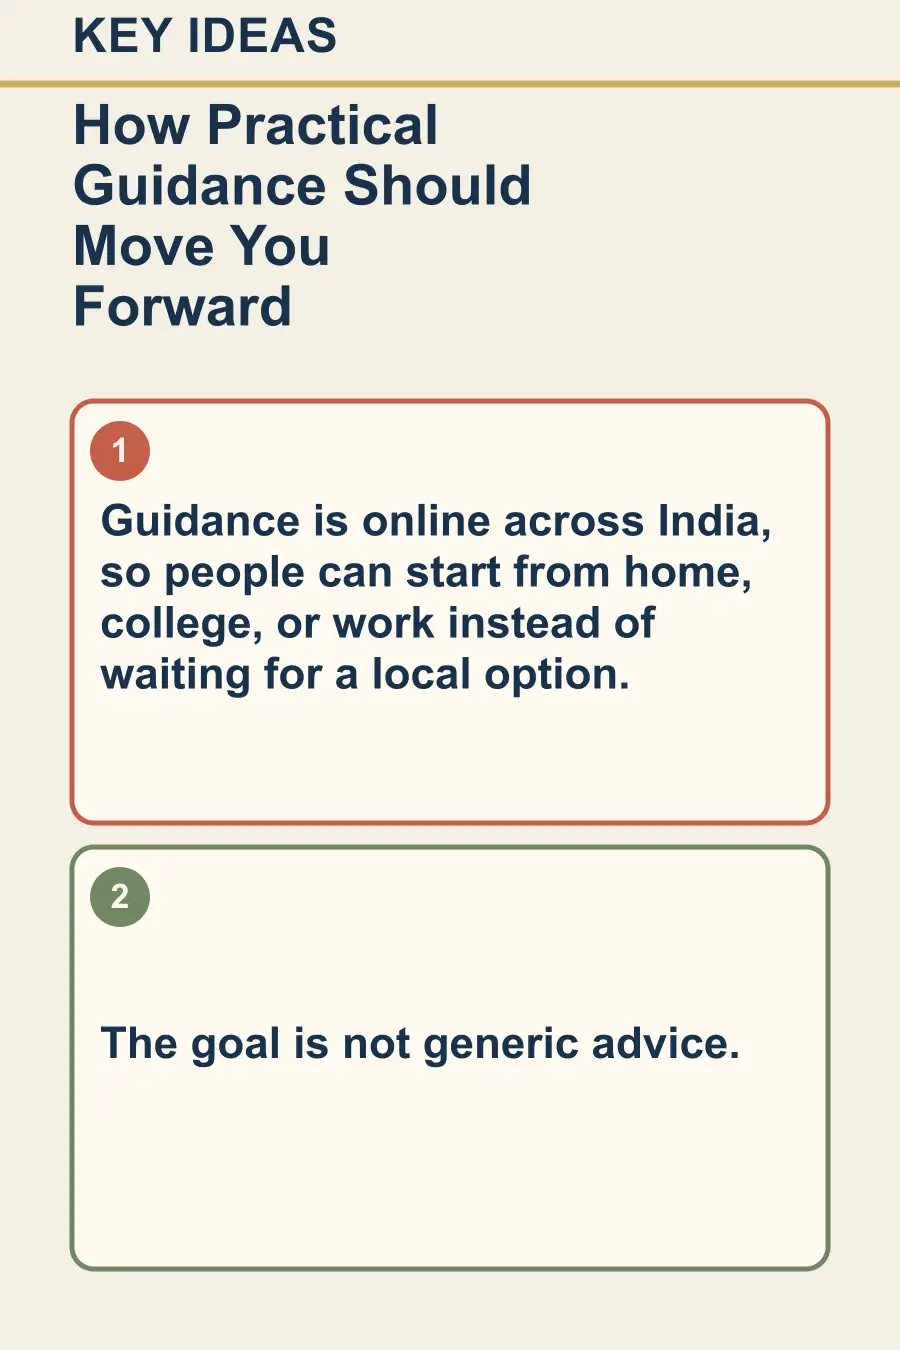 KEY IDEAS
How Practical
Guidance Should
Move You
Forward
1
Guidance is online across India,
so people can start from home,
college, or work instead of
waiting for a local option.
2
The goal is not generic advice.